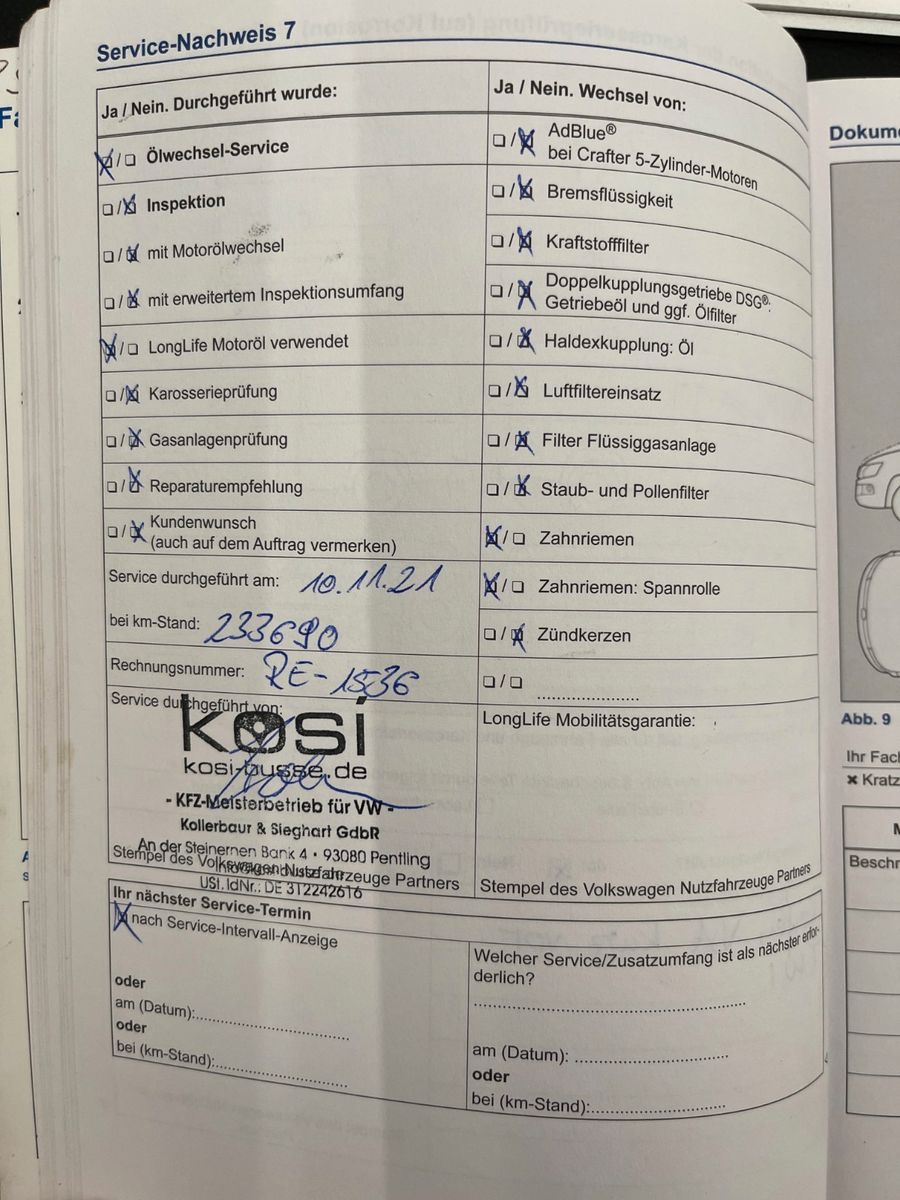 Service-Nachweis 7
Ja / Nein. Durchgeführt wurde:
☒/☐ Ölwechsel-Service
☐/☒ Inspektion
☐/☒ mit Motorölwechsel
☐/☒ mit erweitertem Inspektionsumfang
☒/☐ LongLife Motoröl verwendet
☐/☒ Karosserieprüfung
☐/☒ Gasanlagenprüfung
☐/☒ Reparaturempfehlung
☐/☒ Kundenwunsch
(auch auf dem Auftrag vermerken)
Service durchgeführt am: 10.11.21
bei km-Stand: 233690
Rechnungsnummer: RE-1536
Service durchgeführt von:
kosi
kosi-busse.de
- KFZ-Meisterbetrieb für VW -
Kollerbaur & Sieghart GdbR
An der Steinernen Bank 4 • 93080 Pentling
Stempel des Volkswagen Nutzfahrzeuge Partners
USt. IdNr.: DE 312242616
Ja / Nein. Wechsel von:
☐/☒ AdBlue®
bei Crafter 5-Zylinder-Motoren
☐/☒ Bremsflüssigkeit
☐/☒ Kraftstofffilter
☐/☒ Doppelkupplungsgetriebe DSG®:
Getriebeöl und ggf. Ölfilter
☐/☒ Haldexkupplung: Öl
☐/☒ Luftfiltereinsatz
☐/☒ Filter Flüssiggasanlage
☐/☒ Staub- und Pollenfilter
☒/☐ Zahnriemen
☒/☐ Zahnriemen: Spannrolle
☐/☒ Zündkerzen
☐/☐ ....................
LongLife Mobilitätsgarantie:
Stempel des Volkswagen Nutzfahrzeuge Partners
Ihr nächster Service-Termin
☒ nach Service-Intervall-Anzeige
oder
am (Datum):..............................
oder
bei (km-Stand):..........................
Welcher Service/Zusatzumfang ist als nächster erfor-
derlich?
......................................................
am (Datum): ..............................
oder
bei (km-Stand):..........................
Dokume
Abb. 9
Ihr Fac
✖ Kratz
M
Beschr